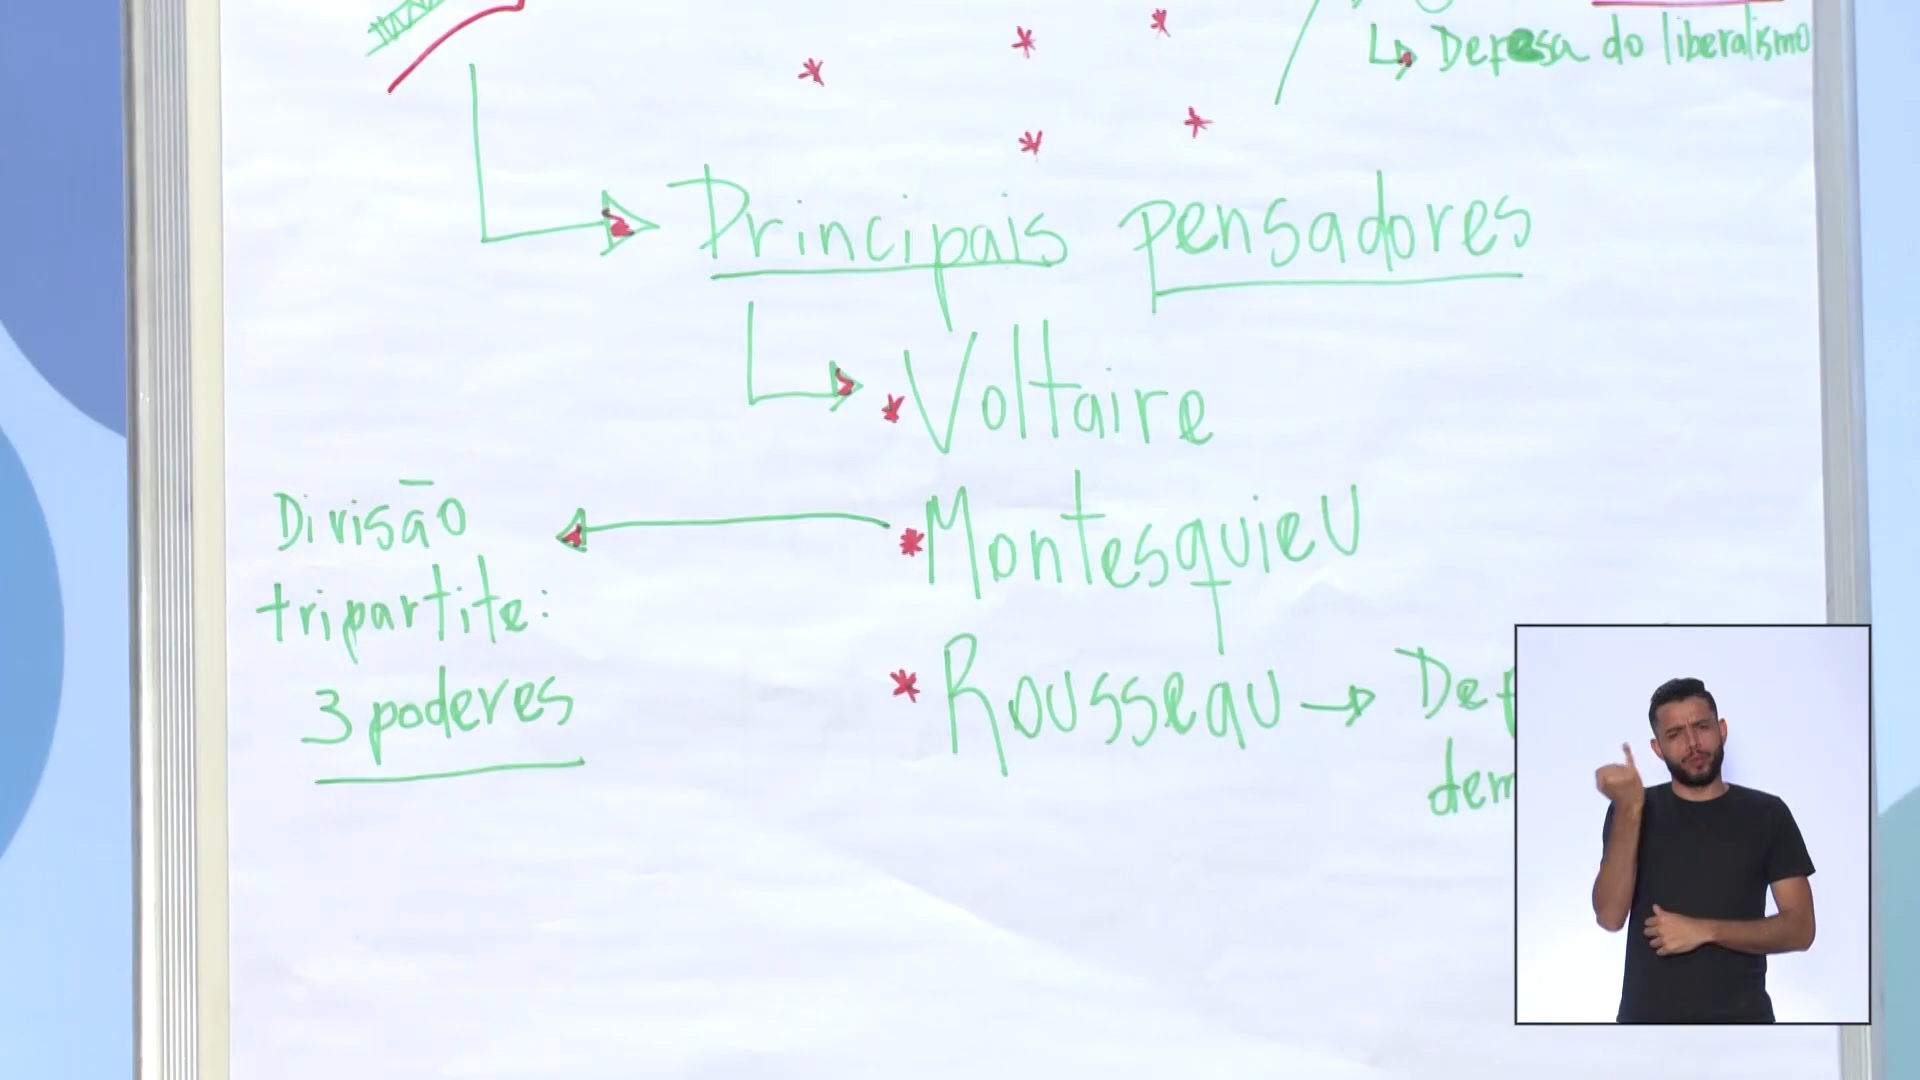 Defesa do liberalismo
Principais pensadores
* Voltaire
Divisão
tripartite:
3 poderes
* Montesquieu
* Rousseau →